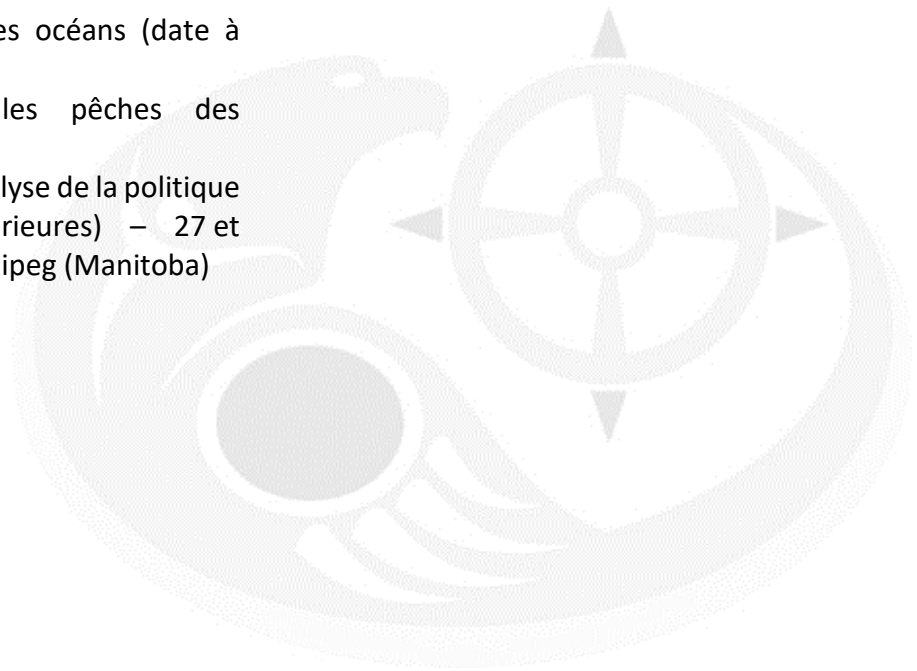 es océans (date à
les pêches des
lyse de la politique
rieures) – 27 et
ipeg (Manitoba)